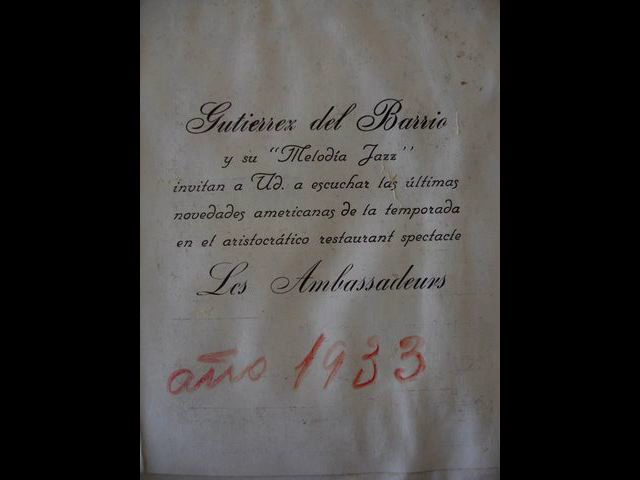 Gutierrez del Barrio
y su "Melodía Jazz"
invitan a Ud. a escuchar las últimas
novedades americanas de la temporada
en el aristocrático restaurant spectacle
Les Ambassadeurs
año 1933